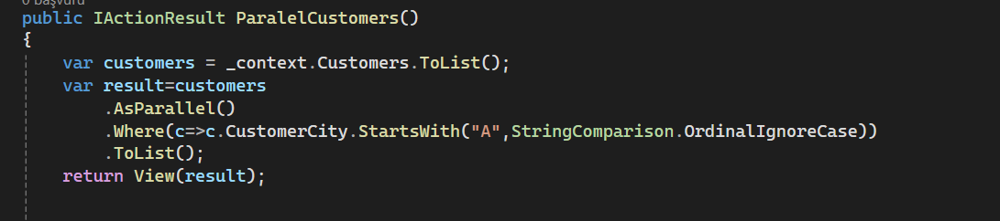 0 başvuru
public IActionResult ParalelCustomers()
{
    var customers = _context.Customers.ToList();
    var result=customers
        .AsParallel()
        .Where(c=>c.CustomerCity.StartsWith("A",StringComparison.OrdinalIgnoreCase))
        .ToList();
    return View(result);